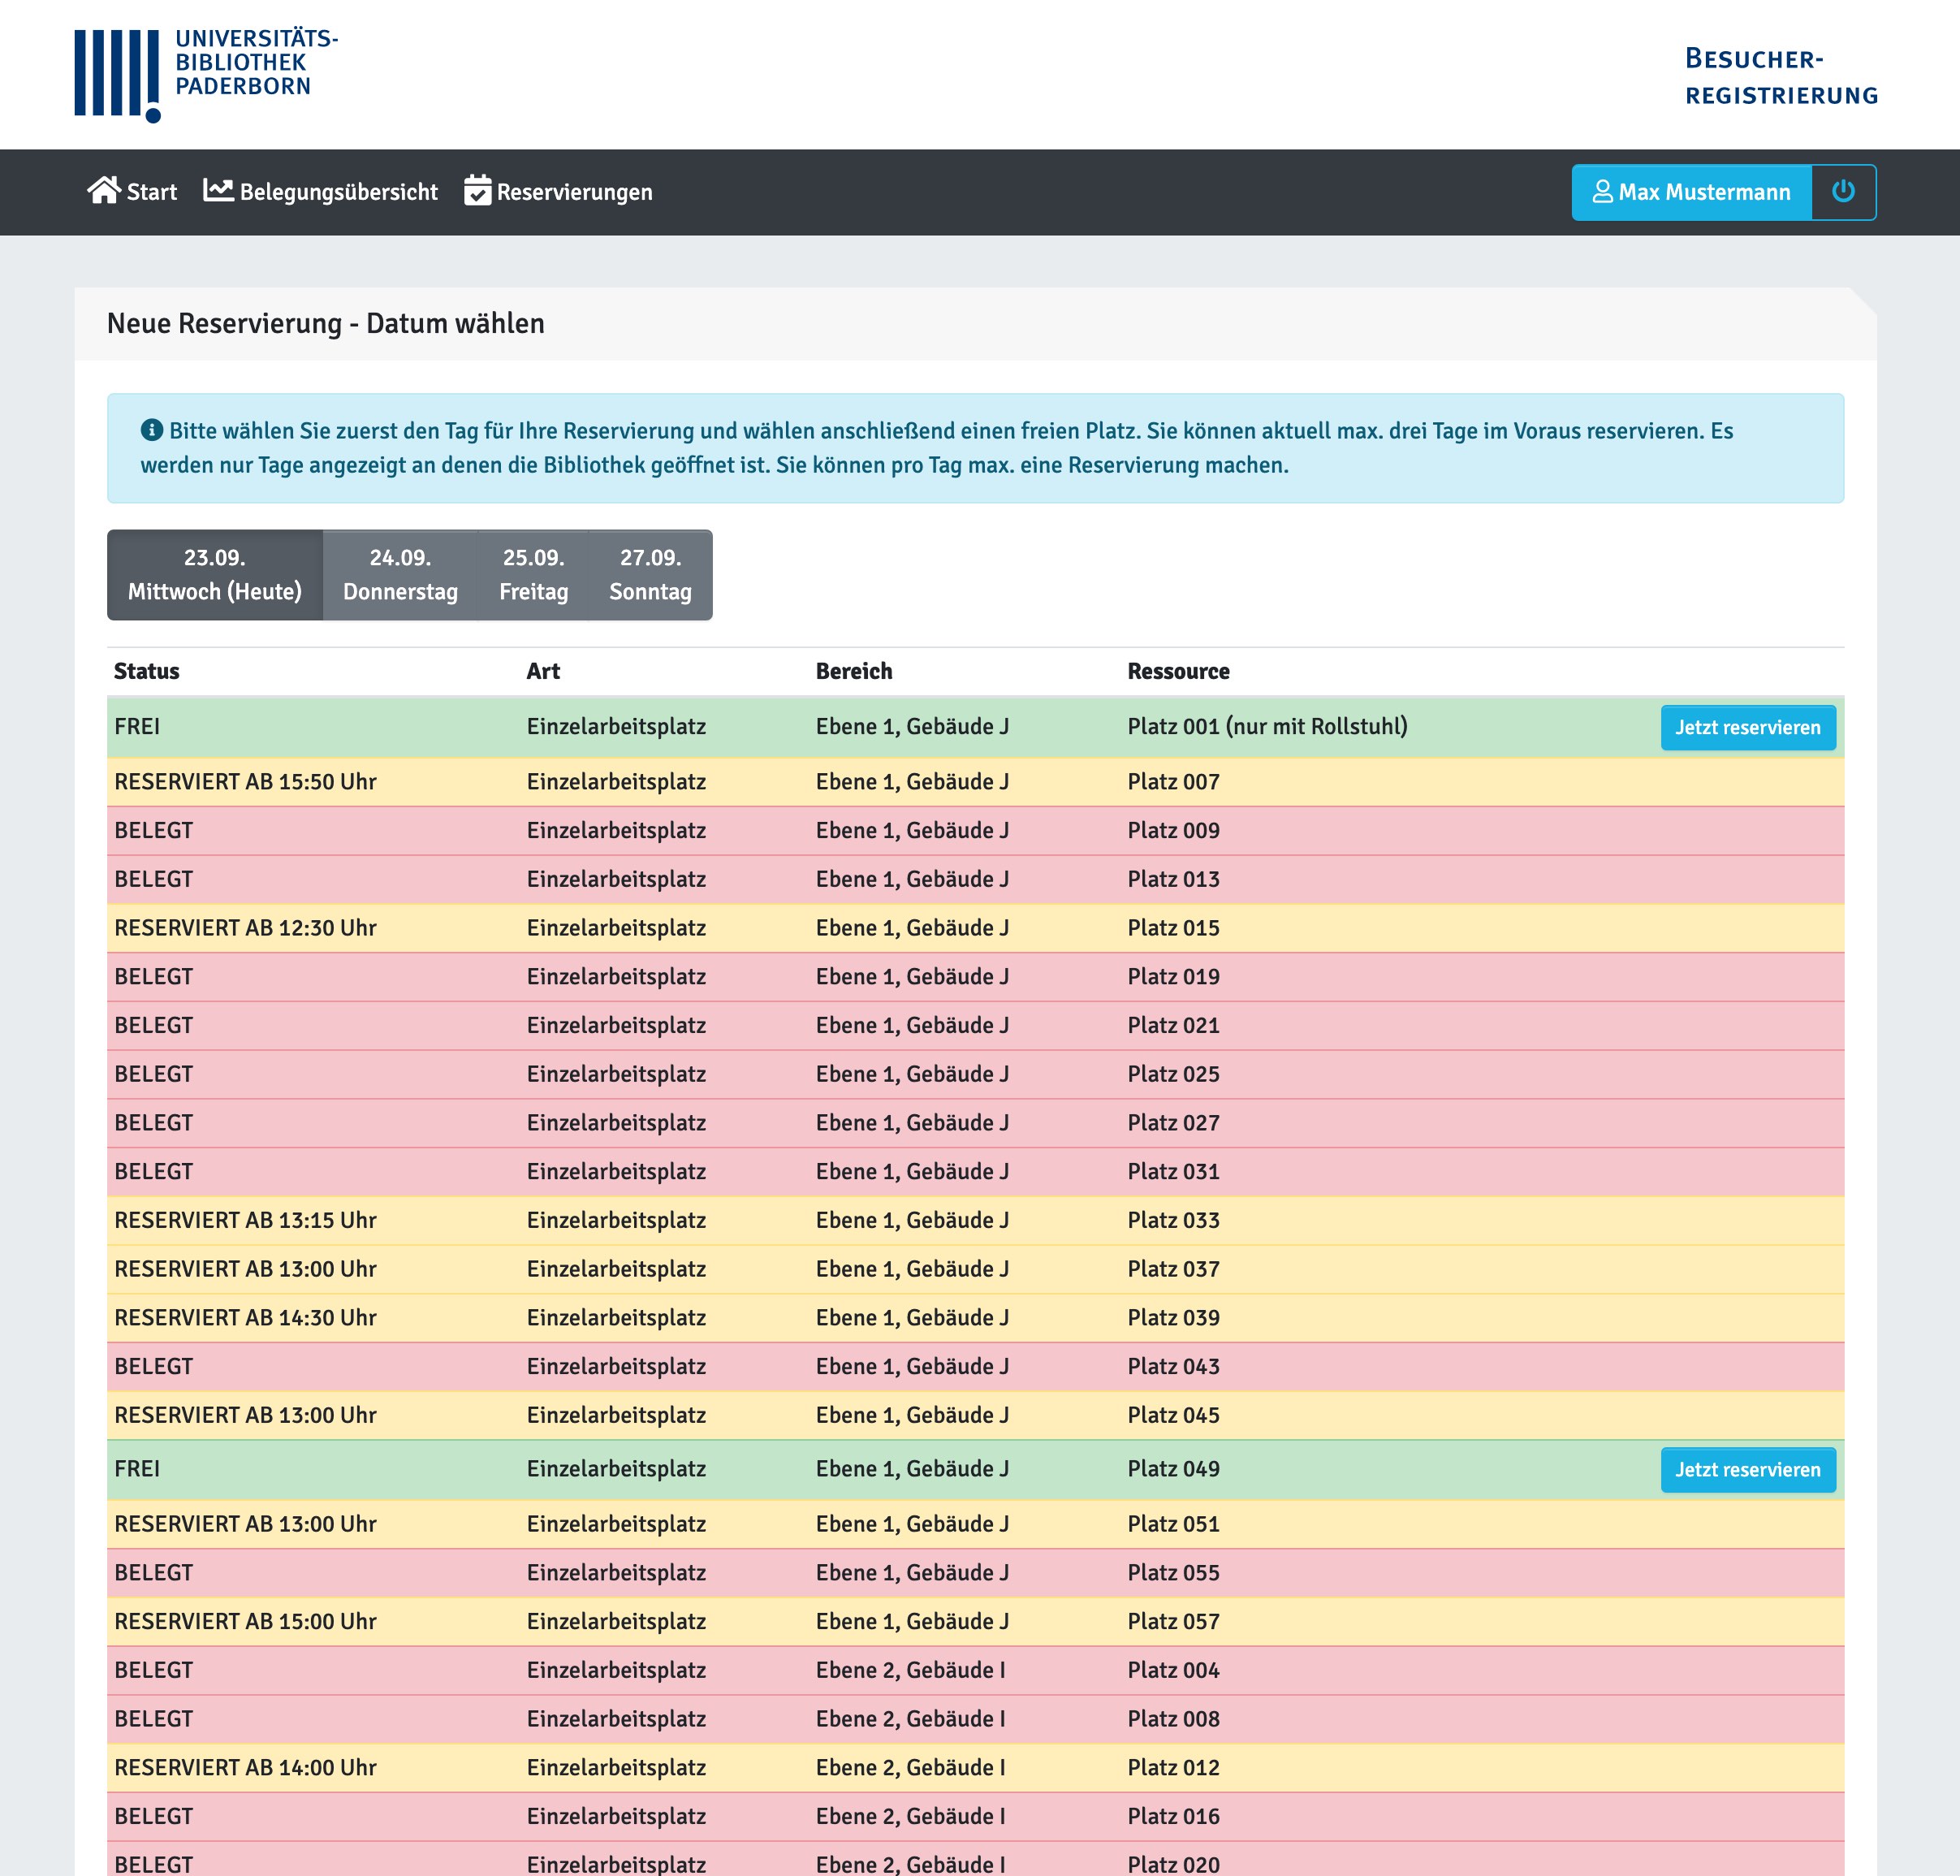 UNIVERSITÄTS-
BIBLIOTHEK
PADERBORN
BESUCHER-
REGISTRIERUNG
Start Belegungsübersicht Reservierungen Max Mustermann
Neue Reservierung - Datum wählen
Bitte wählen Sie zuerst den Tag für Ihre Reservierung und wählen anschließend einen freien Platz. Sie können aktuell max. drei Tage im Voraus reservieren. Es
werden nur Tage angezeigt an denen die Bibliothek geöffnet ist. Sie können pro Tag max. eine Reservierung machen.
23.09. 24.09. 25.09. 27.09.
Mittwoch (Heute) Donnerstag Freitag Sonntag
Status Art Bereich Ressource
FREI Einzelarbeitsplatz Ebene 1, Gebäude J Platz 001 (nur mit Rollstuhl) Jetzt reservieren
RESERVIERT AB 15:50 Uhr Einzelarbeitsplatz Ebene 1, Gebäude J Platz 007
BELEGT Einzelarbeitsplatz Ebene 1, Gebäude J Platz 009
BELEGT Einzelarbeitsplatz Ebene 1, Gebäude J Platz 013
RESERVIERT AB 12:30 Uhr Einzelarbeitsplatz Ebene 1, Gebäude J Platz 015
BELEGT Einzelarbeitsplatz Ebene 1, Gebäude J Platz 019
BELEGT Einzelarbeitsplatz Ebene 1, Gebäude J Platz 021
BELEGT Einzelarbeitsplatz Ebene 1, Gebäude J Platz 025
BELEGT Einzelarbeitsplatz Ebene 1, Gebäude J Platz 027
BELEGT Einzelarbeitsplatz Ebene 1, Gebäude J Platz 031
RESERVIERT AB 13:15 Uhr Einzelarbeitsplatz Ebene 1, Gebäude J Platz 033
RESERVIERT AB 13:00 Uhr Einzelarbeitsplatz Ebene 1, Gebäude J Platz 037
RESERVIERT AB 14:30 Uhr Einzelarbeitsplatz Ebene 1, Gebäude J Platz 039
BELEGT Einzelarbeitsplatz Ebene 1, Gebäude J Platz 043
RESERVIERT AB 13:00 Uhr Einzelarbeitsplatz Ebene 1, Gebäude J Platz 045
FREI Einzelarbeitsplatz Ebene 1, Gebäude J Platz 049 Jetzt reservieren
RESERVIERT AB 13:00 Uhr Einzelarbeitsplatz Ebene 1, Gebäude J Platz 051
BELEGT Einzelarbeitsplatz Ebene 1, Gebäude J Platz 055
RESERVIERT AB 15:00 Uhr Einzelarbeitsplatz Ebene 1, Gebäude J Platz 057
BELEGT Einzelarbeitsplatz Ebene 2, Gebäude I Platz 004
BELEGT Einzelarbeitsplatz Ebene 2, Gebäude I Platz 008
RESERVIERT AB 14:00 Uhr Einzelarbeitsplatz Ebene 2, Gebäude I Platz 012
BELEGT Einzelarbeitsplatz Ebene 2, Gebäude I Platz 016
BELEGT Einzelarbeitsplatz Ebene 2, Gebäude I Platz 020